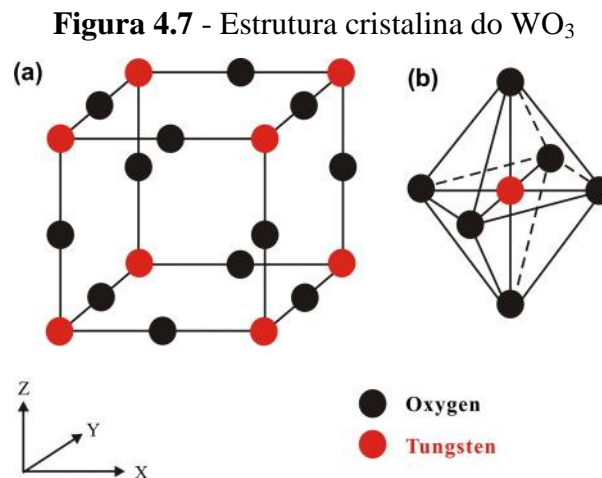 Figura 4.7 - Estrutura cristalina do WO₃
(a)
(b)
Z
Y
X
Oxygen
Tungsten